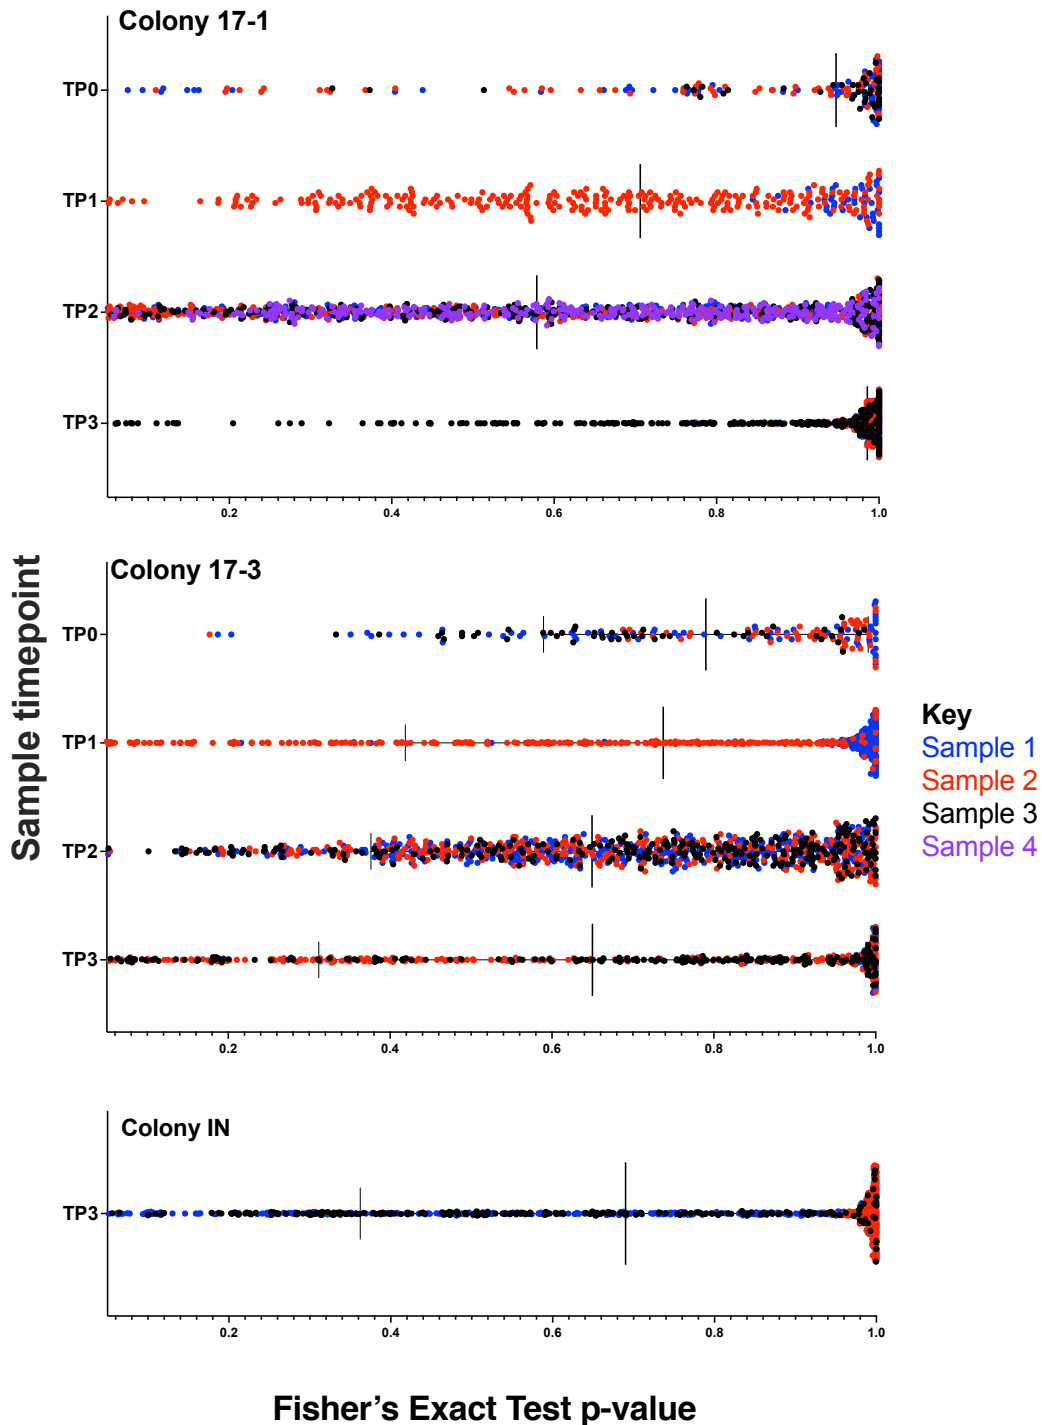 Colony 17-1
TP0
TP1
TP2
TP3
0.2 0.4 0.6 0.8 1.0
Sample timepoint
Colony 17-3
TP0
TP1
TP2
TP3
0.2 0.4 0.6 0.8 1.0
Key
Sample 1
Sample 2
Sample 3
Sample 4
Colony IN
TP3
0.2 0.4 0.6 0.8 1.0
Fisher’s Exact Test p-value